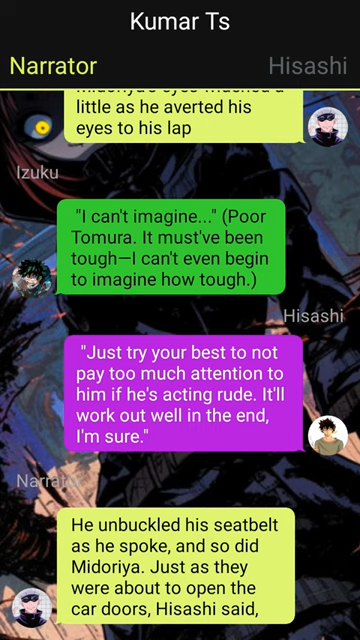 Kumar Ts
Narrator
Hisashi
little as he averted his
eyes to his lap
Izuku
"I can't imagine..." (Poor
Tomura. It must've been
tough—I can't even begin
to imagine how tough.)
Hisashi
"Just try your best to not
pay too much attention to
him if he's acting rude. It'll
work out well in the end,
I'm sure."
Narrator
He unbuckled his seatbelt
as he spoke, and so did
Midoriya. Just as they
were about to open the
car doors, Hisashi said,